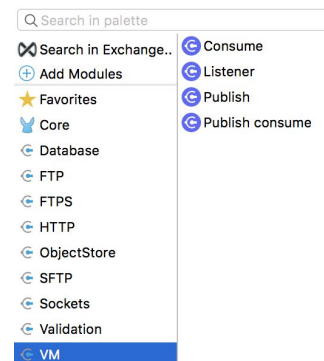 Search in palette
Search in Exchange..
Add Modules
Favorites
Core
Database
FTP
FTPS
HTTP
ObjectStore
SFTP
Sockets
Validation
VM
Consume
Listener
Publish
Publish consume